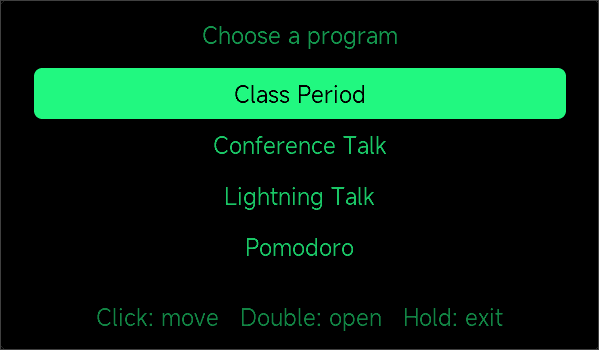 Choose a program
Class Period
Conference Talk
Lightning Talk
Pomodoro
Click: move Double: open Hold: exit